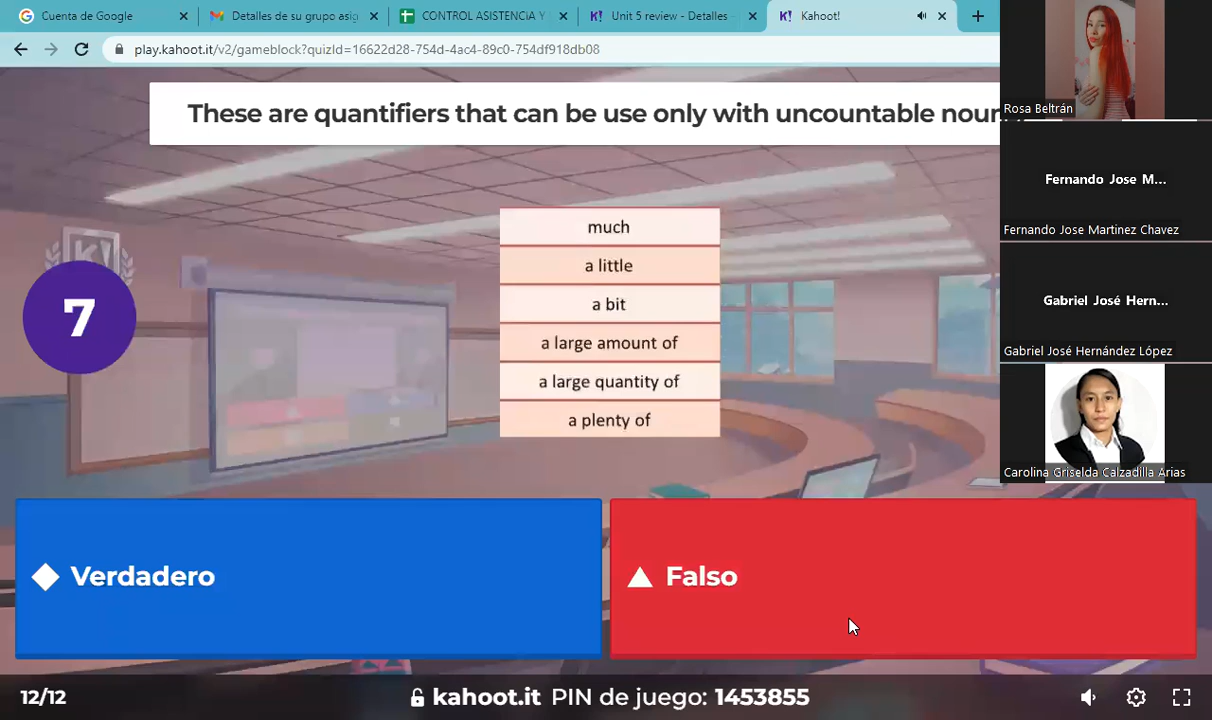 Cuenta de Google
Detalles de su grupo asig
CONTROL ASISTENCiA Y
Unit 5 review - Detalles -
Kahoot!
play.kahoot.it/v2/gameblock?quizId=16622d28-754d-4ac4-89c0-754df918db08
These are quantifiers that can be use only with uncountable
7
much
a little
a bit
a large amount of
a large quantity of
a plenty of
Verdadero
Falso
12/12
kahoot.it PIN de juego: 1453855
Rosa Beltrán
Fernando Jose M...
Fernando Jose Martinez Chavez
Gabriel José Hern...
Gabriel José Hernández López
Carolina Griselda Calzadilla Arias